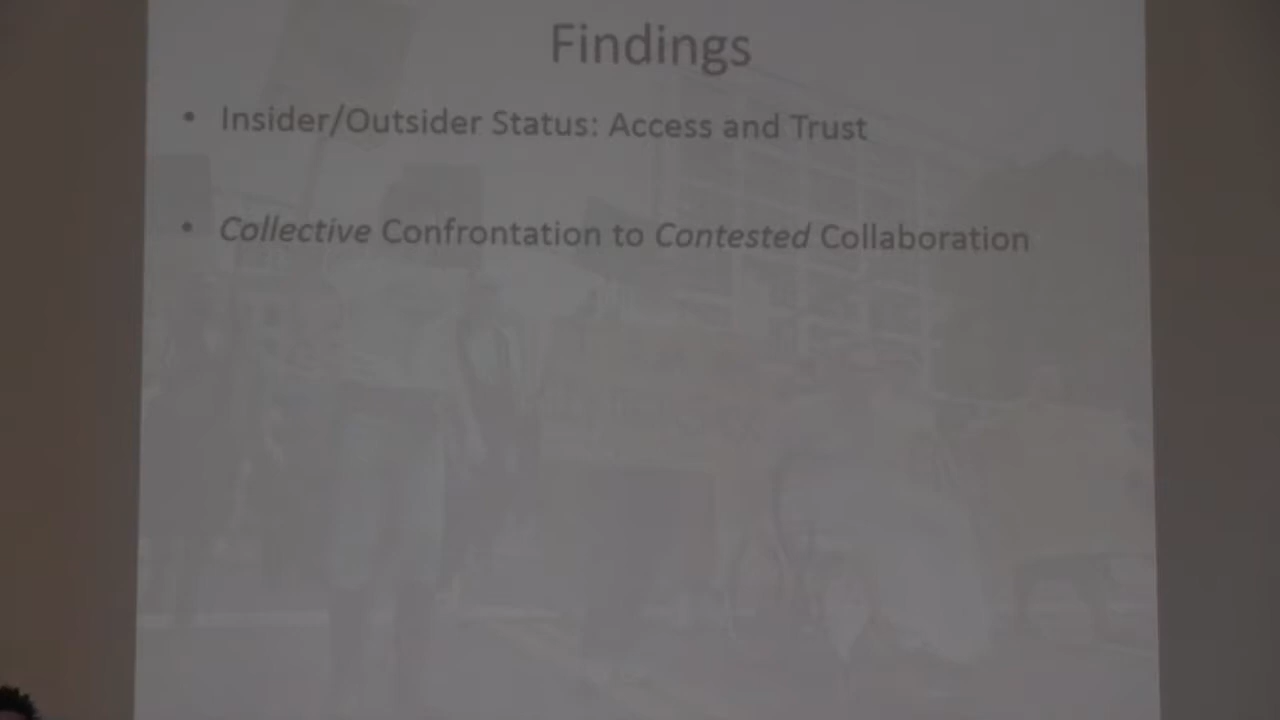 Findings
• Insider/Outsider Status: Access and Trust
• Collective Confrontation to Contested Collaboration